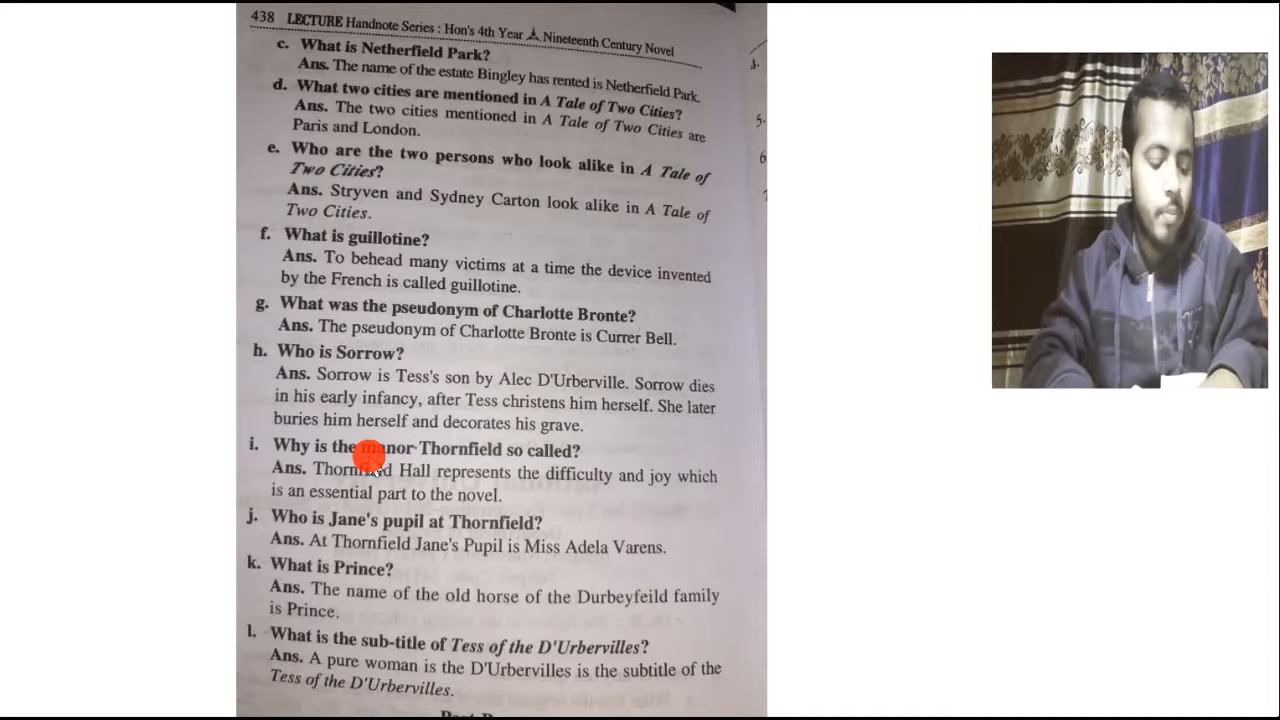 438 LECTURE Handnote Series : Hon's 4th Year Nineteenth Century Novel
c. What is Netherfield Park?
Ans. The name of the estate Bingley has rented is Netherfield Park.
d. What two cities are mentioned in A Tale of Two Cities?
Ans. The two cities mentioned in A Tale of Two Cities are
Paris and London.
e. Who are the two persons who look alike in A Tale of
Two Cities?
Ans. Stryven and Sydney Carton look alike in A Tale of
Two Cities.
f. What is guillotine?
Ans. To behead many victims at a time the device invented
by the French is called guillotine.
g. What was the pseudonym of Charlotte Bronte?
Ans. The pseudonym of Charlotte Bronte is Currer Bell.
h. Who is Sorrow?
Ans. Sorrow is Tess's son by Alec D'Urberville. Sorrow dies
in his early infancy, after Tess christens him herself. She later
buries him herself and decorates his grave.
i. Why is the manor Thornfield so called?
Ans. Thornfield Hall represents the difficulty and joy which
is an essential part to the novel.
j. Who is Jane's pupil at Thornfield?
Ans. At Thornfield Jane's Pupil is Miss Adela Varens.
k. What is Prince?
Ans. The name of the old horse of the Durbeyfeild family
is Prince.
l. What is the sub-title of Tess of the D'Urbervilles?
Ans. A pure woman is the D'Urbervilles is the subtitle of the
Tess of the D'Urbervilles.
5.
6